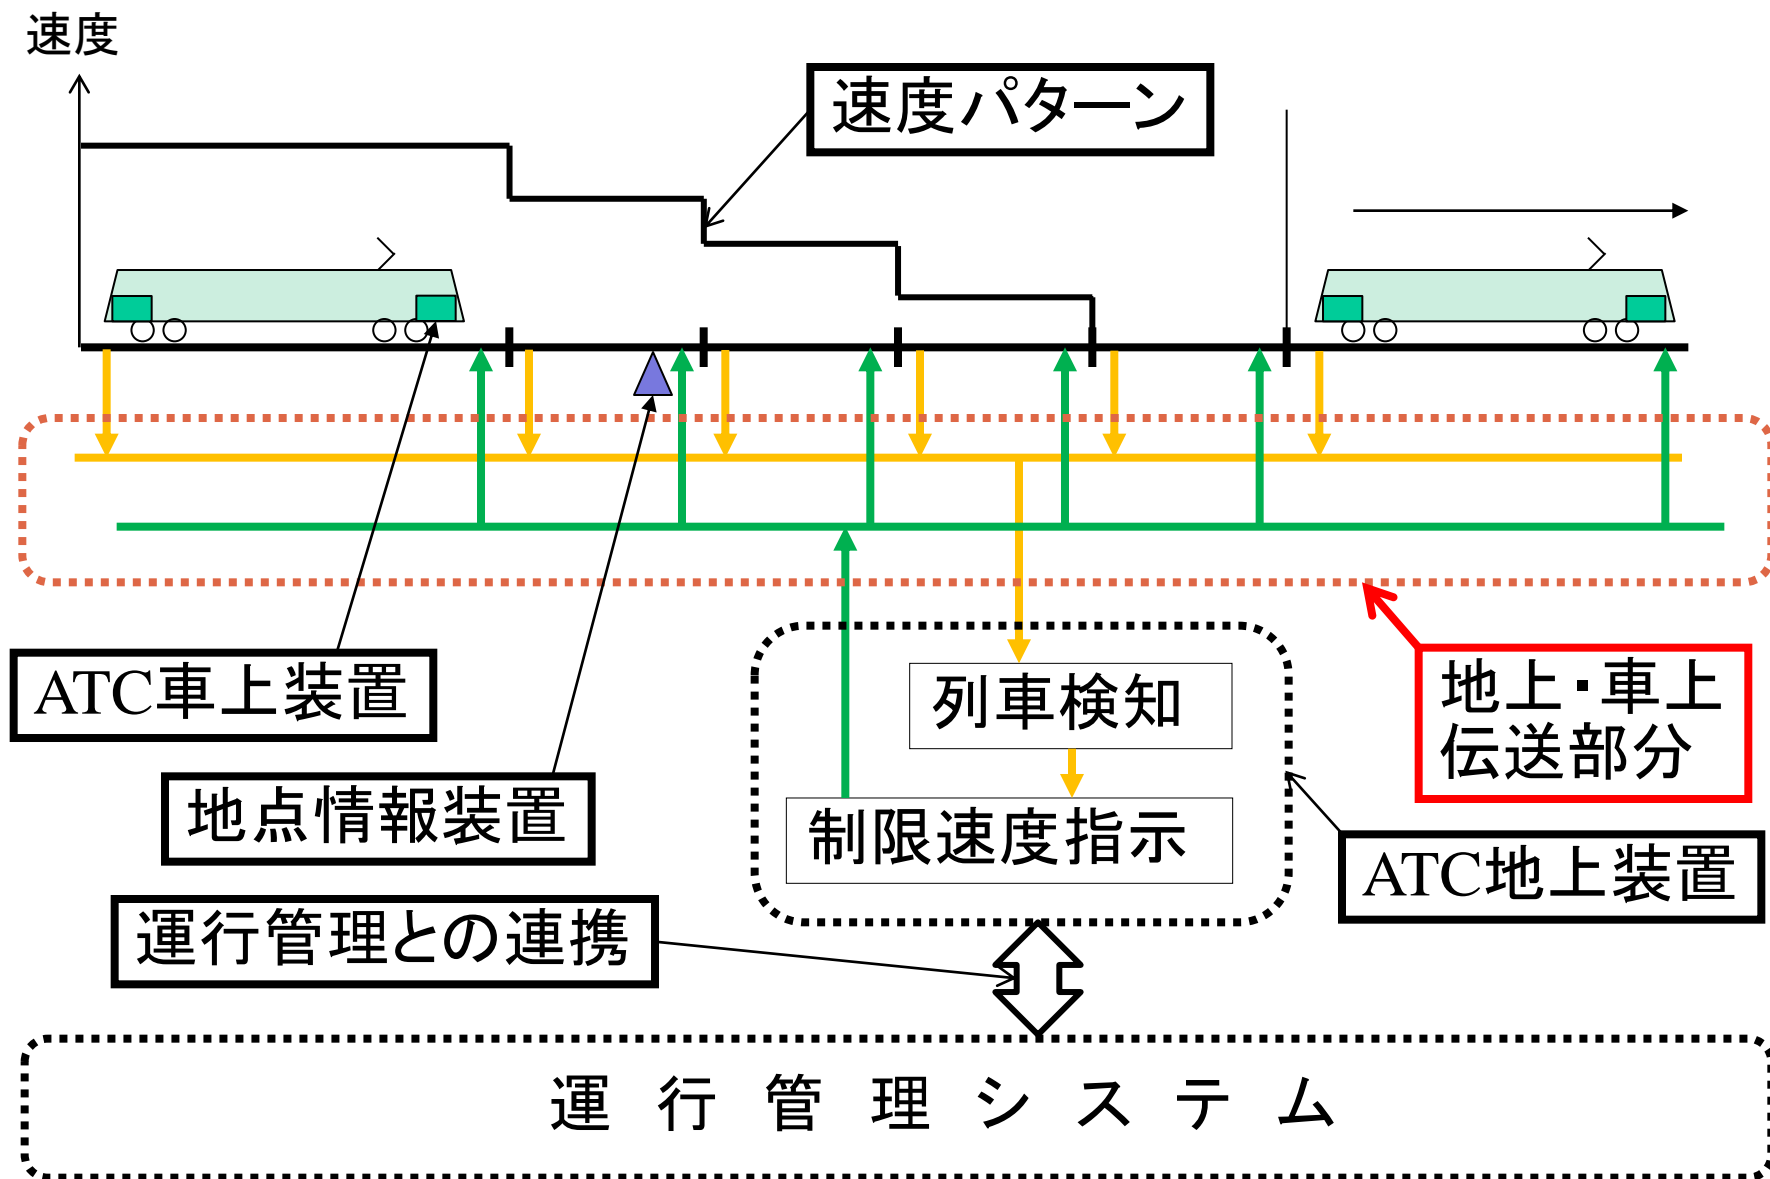 速度
速度パターン
ATC車上装置
地点情報装置
運行管理との連携
列車検知
制限速度指示
地上・車上
伝送部分
ATC地上装置
運行管理システム